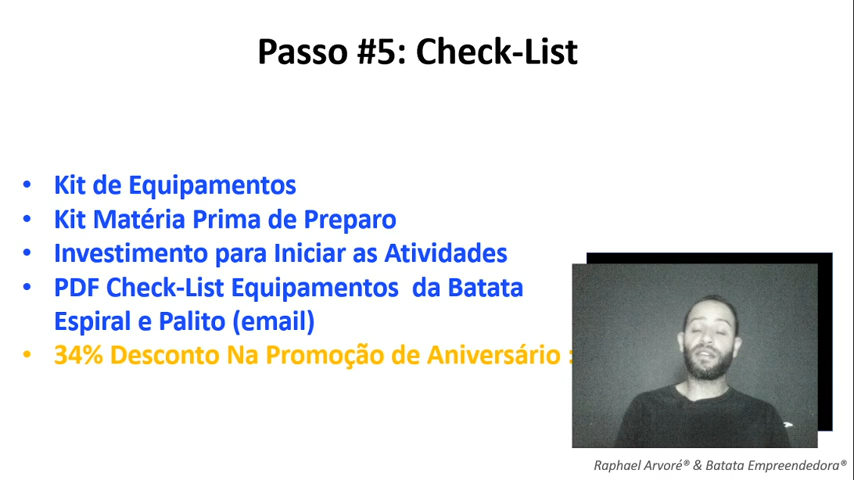 Passo #5: Check-List
• Kit de Equipamentos
• Kit Matéria Prima de Preparo
• Investimento para Iniciar as Atividades
• PDF Check-List Equipamentos da Batata
Espiral e Palito (email)
• 34% Desconto Na Promoção de Aniversário :
Raphael Arvoré® & Batata Empreendedora®